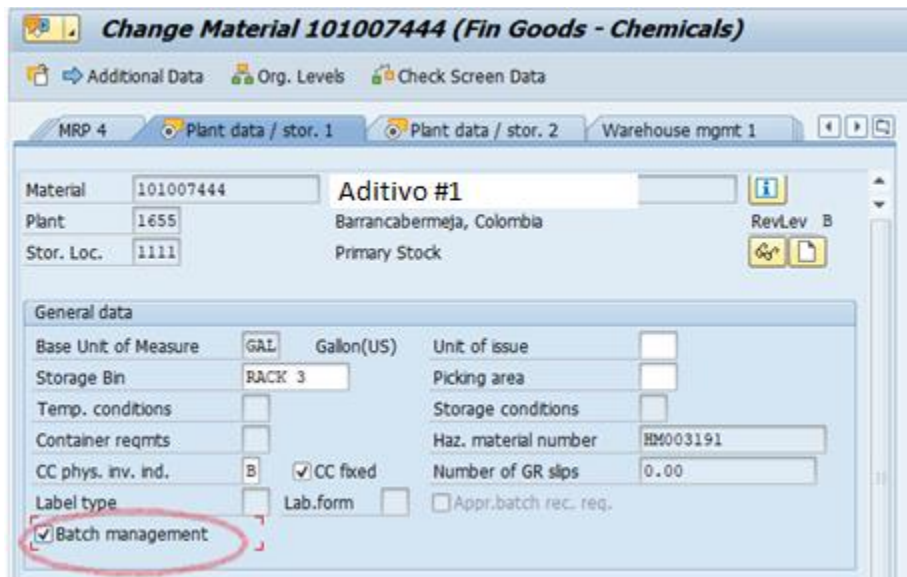 Change Material 101007444 (Fin Goods - Chemicals)
Additional Data Org. Levels Check Screen Data
MRP 4 Plant data / stor. 1 Plant data / stor. 2 Warehouse mgmt 1
Material 101007444 Aditivo #1
Plant 1655 Barrancabermeja, Colombia RevLev B
Stor. Loc. 1111 Primary Stock
General data
Base Unit of Measure GAL Gallon(US) Unit of issue
Storage Bin RACK 3 Picking area
Temp. conditions Storage conditions
Container reqmts Haz. material number HM003191
CC phys. inv. ind. B CC fixed Number of GR slips 0.00
Label type Lab.form Appr.batch rec. req.
Batch management